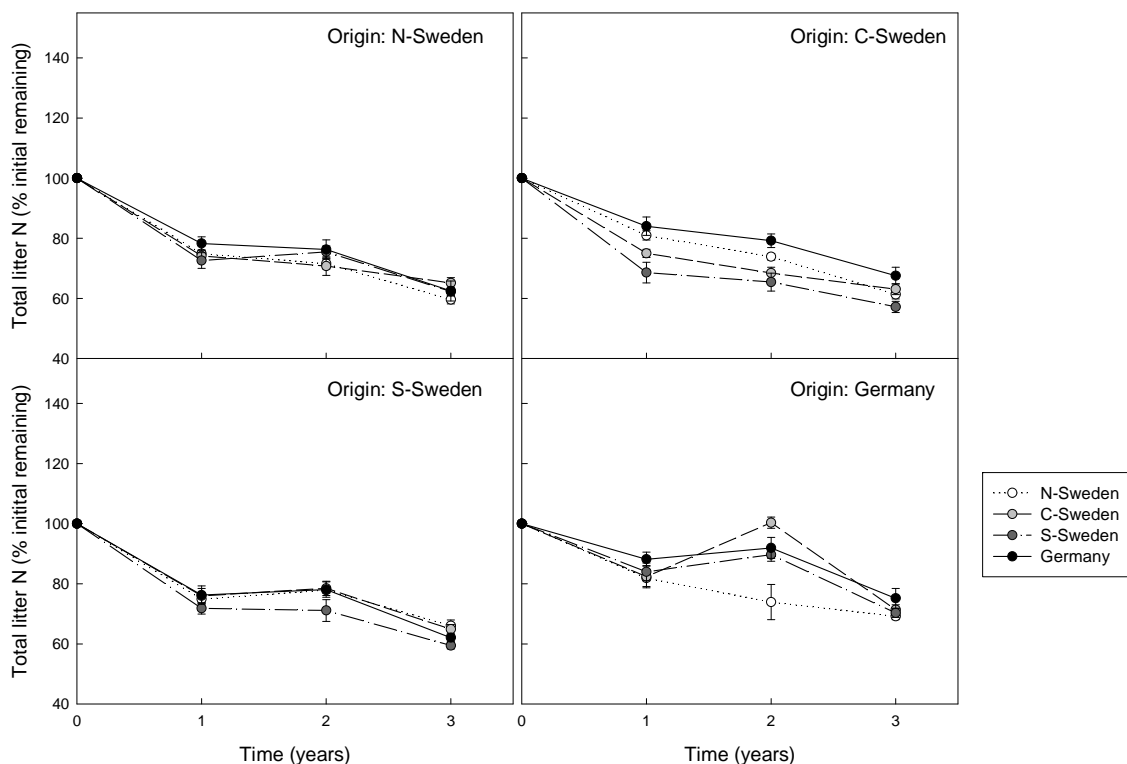 Origin: N-Sweden
Origin: C-Sweden
Total litter N (% initial remaining)
140
120
100
80
60
40
Origin: S-Sweden
Origin: Germany
Total litter N (% initital remaining)
140
120
100
80
60
40
0 1 2 3
0 1 2 3
Time (years)
Time (years)
N-Sweden
C-Sweden
S-Sweden
Germany